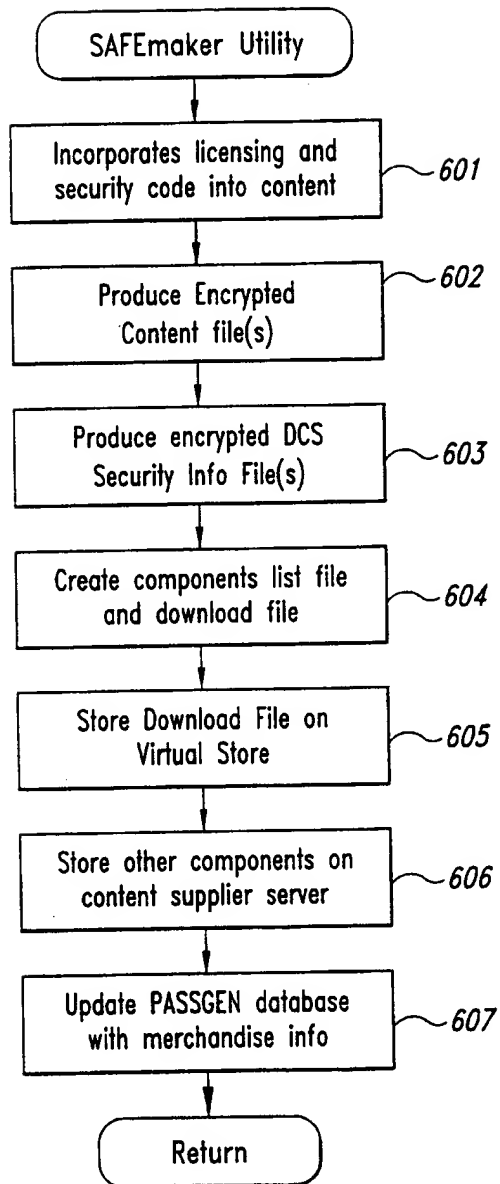 SAFEmaker Utility
Incorporates licensing and
security code into content
601
Produce Encrypted
Content file(s)
602
Produce encrypted DCS
Security Info File(s)
603
Create components list file
and download file
604
Store Download File on
Virtual Store
605
Store other components on
content supplier server
606
Update PASSGEN database
with merchandise info
607
Return